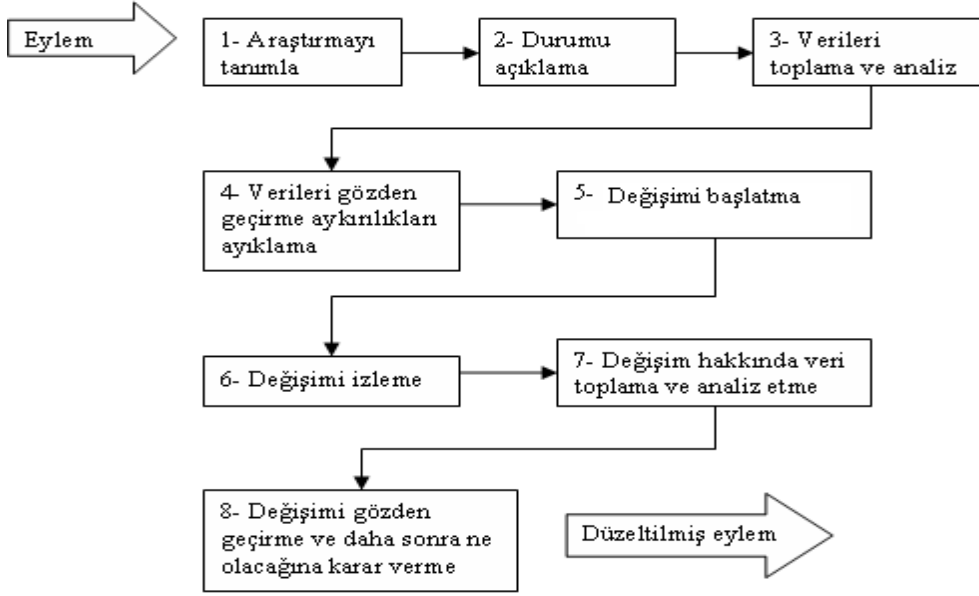 Eylem
1- Araştırmayı
tanımla
2- Durumu
açıklama
3- Verileri
toplama ve analiz
4- Verileri gözden
geçirme aykırılıkları
ayıklama
5- Değişimi başlatma
6- Değişimi izleme
7- Değişim hakkında veri
toplama ve analiz etme
8- Değişimi gözden
geçirme ve daha sonra ne
olacağına karar verme
Düzeltilmiş eylem